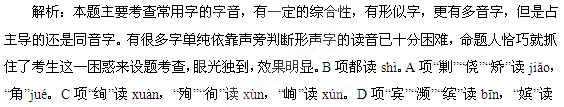 解析：本题主要考查常用字的字音，有一定的综合性，有形似字，更有多音字，但是占
主导的还是同音字。有很多字单纯依靠声旁判断形声字的读音已十分困难，命题人恰巧就抓
住了考生这一困惑来设题考查，眼光独到，效果明显。B 项都读 shì。A 项“剿”“侥”“矫”读 jiǎo，
“角”jué。C 项“绚”读 xuàn，“殉”“徇”读 xùn，“峋”读 xún。D 项“宾”“濒”“缤”读 bīn，“嫔”读